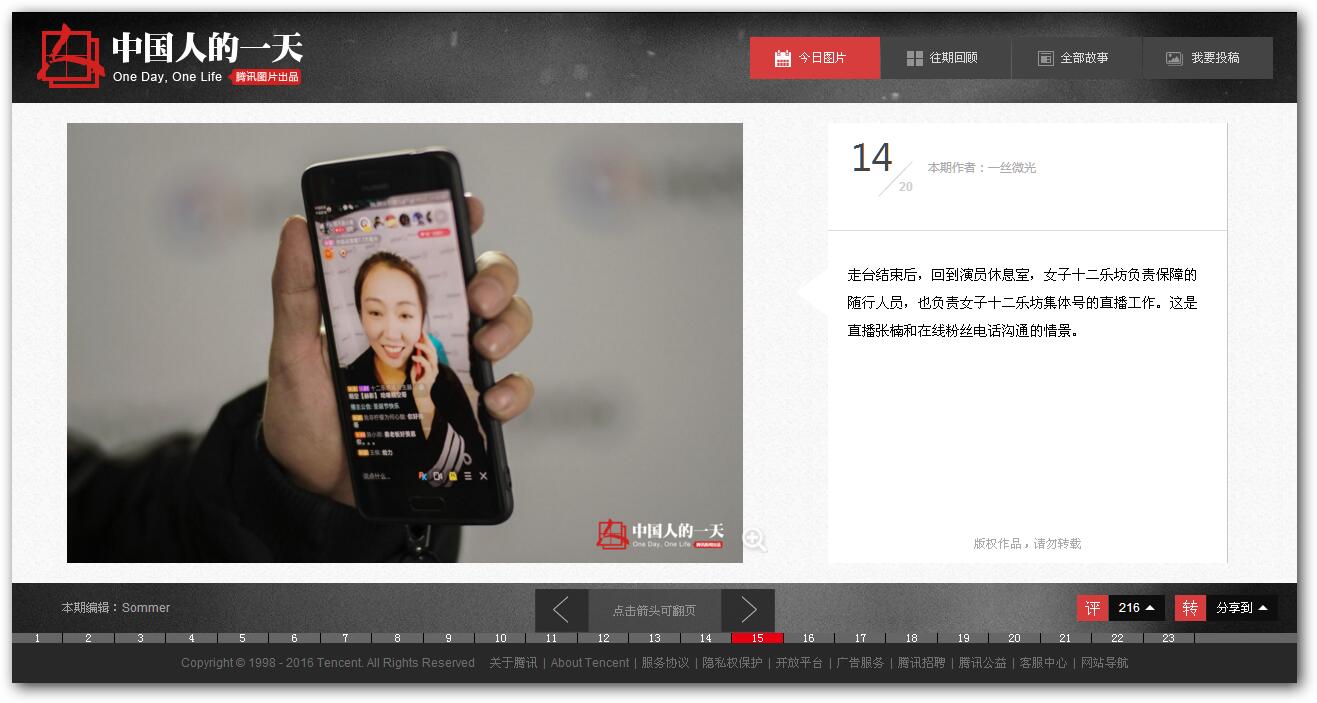 中国人的一天
One Day, One Life 腾讯图片出品
今日图片
往期回顾
全部故事
我要投稿
HUAWEI
说点什么...
中国人的一天
One Day, One Life
14
20
本期作者：一丝微光
走台结束后，回到演员休息室，女子十二乐坊负责保障的
随行人员，也负责女子十二乐坊集体号的直播工作。这是
直播张楠和在线粉丝电话沟通的情景。
版权作品，请勿转载
本期编辑：Sommer
点击箭头可翻页
评 216
转 分享到
1 2 3 4 5 6 7 8 9 10 11 12 13 14 15 16 17 18 19 20 21 22 23
Copyright © 1998 - 2016 Tencent. All Rights Reserved 关于腾讯 | About Tencent | 服务协议 | 隐私权保护 | 开放平台 | 广告服务 | 腾讯招聘 | 腾讯公益 | 客服中心 | 网站导航